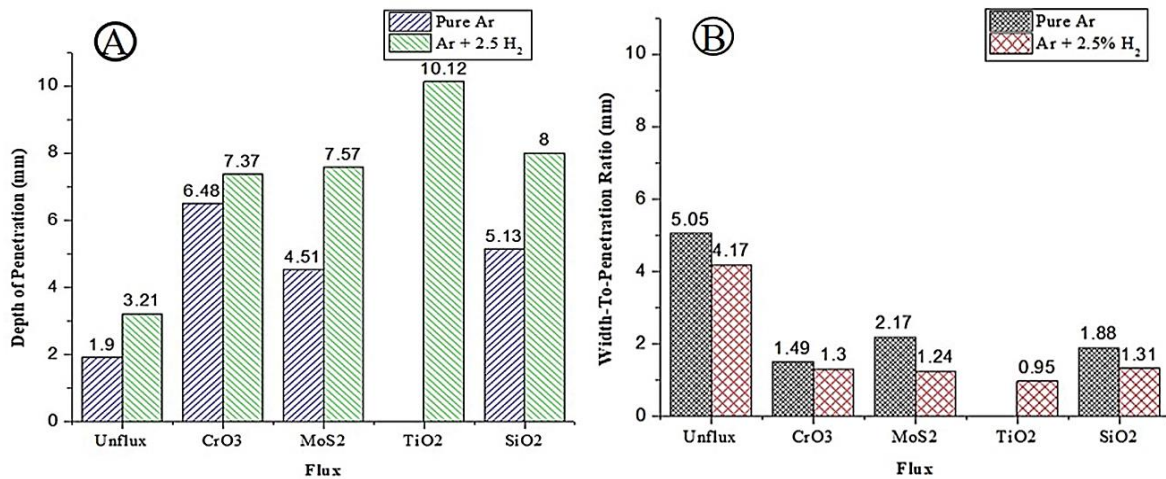 A
Pure Ar
Ar + 2.5 H2
Depth of Penetration (mm)
10
8
6
4
2
0
1.9
3.21
6.48
7.37
4.51
7.57
10.12
5.13
8
Unflux
CrO3
MoS2
TiO2
SiO2
Flux
B
Pure Ar
Ar + 2.5% H2
Width-To-Penetration Ratio (mm)
10
8
6
4
2
0
5.05
4.17
1.49
1.3
2.17
1.24
0.95
1.88
1.31
Unflux
CrO3
MoS2
TiO2
SiO2
Flux